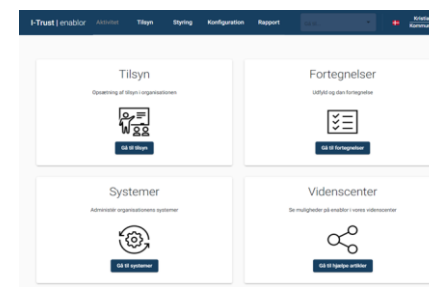 I-Trust | enablor Aktivitet Tilsyn Styring Konfiguration Rapport
Tilsyn
Opsætning af tilsyn i organisationen
Gå til tilsyn
Fortegnelser
Udfyld og dan fortegnelse
Gå til fortegnelser
Systemer
Administrér organisationens systemer
Gå til systemer
Videnscenter
Se muligheder på enablor i vores videnscenter
Gå til hjælpe artikler